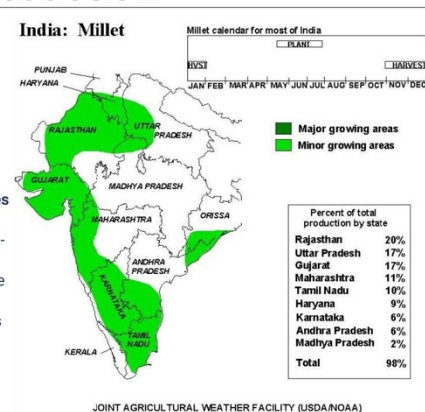 India: Millet
Millet calendar for most of India
PLANT
HVST
HARVEST
JAN FEB MAR APR MAY JUN JUL AUG SEP OCT NOV DEC
PUNJAB
HARYANA
RAJASTHAN
UTTAR
PRADESH
GUJARAT
MADHYA PRADESH
MAHARASHTRA
ORISSA
ANDHRA
PRADESH
KARNATAKA
TAMIL
NADU
KERALA
Major growing areas
Minor growing areas
Percent of total
production by state
Rajasthan 20%
Uttar Pradesh 17%
Gujarat 17%
Maharashtra 11%
Tamil Nadu 10%
Haryana 9%
Karnataka 6%
Andhra Pradesh 6%
Madhya Pradesh 2%
Total 98%
JOINT AGRICULTURAL WEATHER FACILITY (USDA/NOAA)